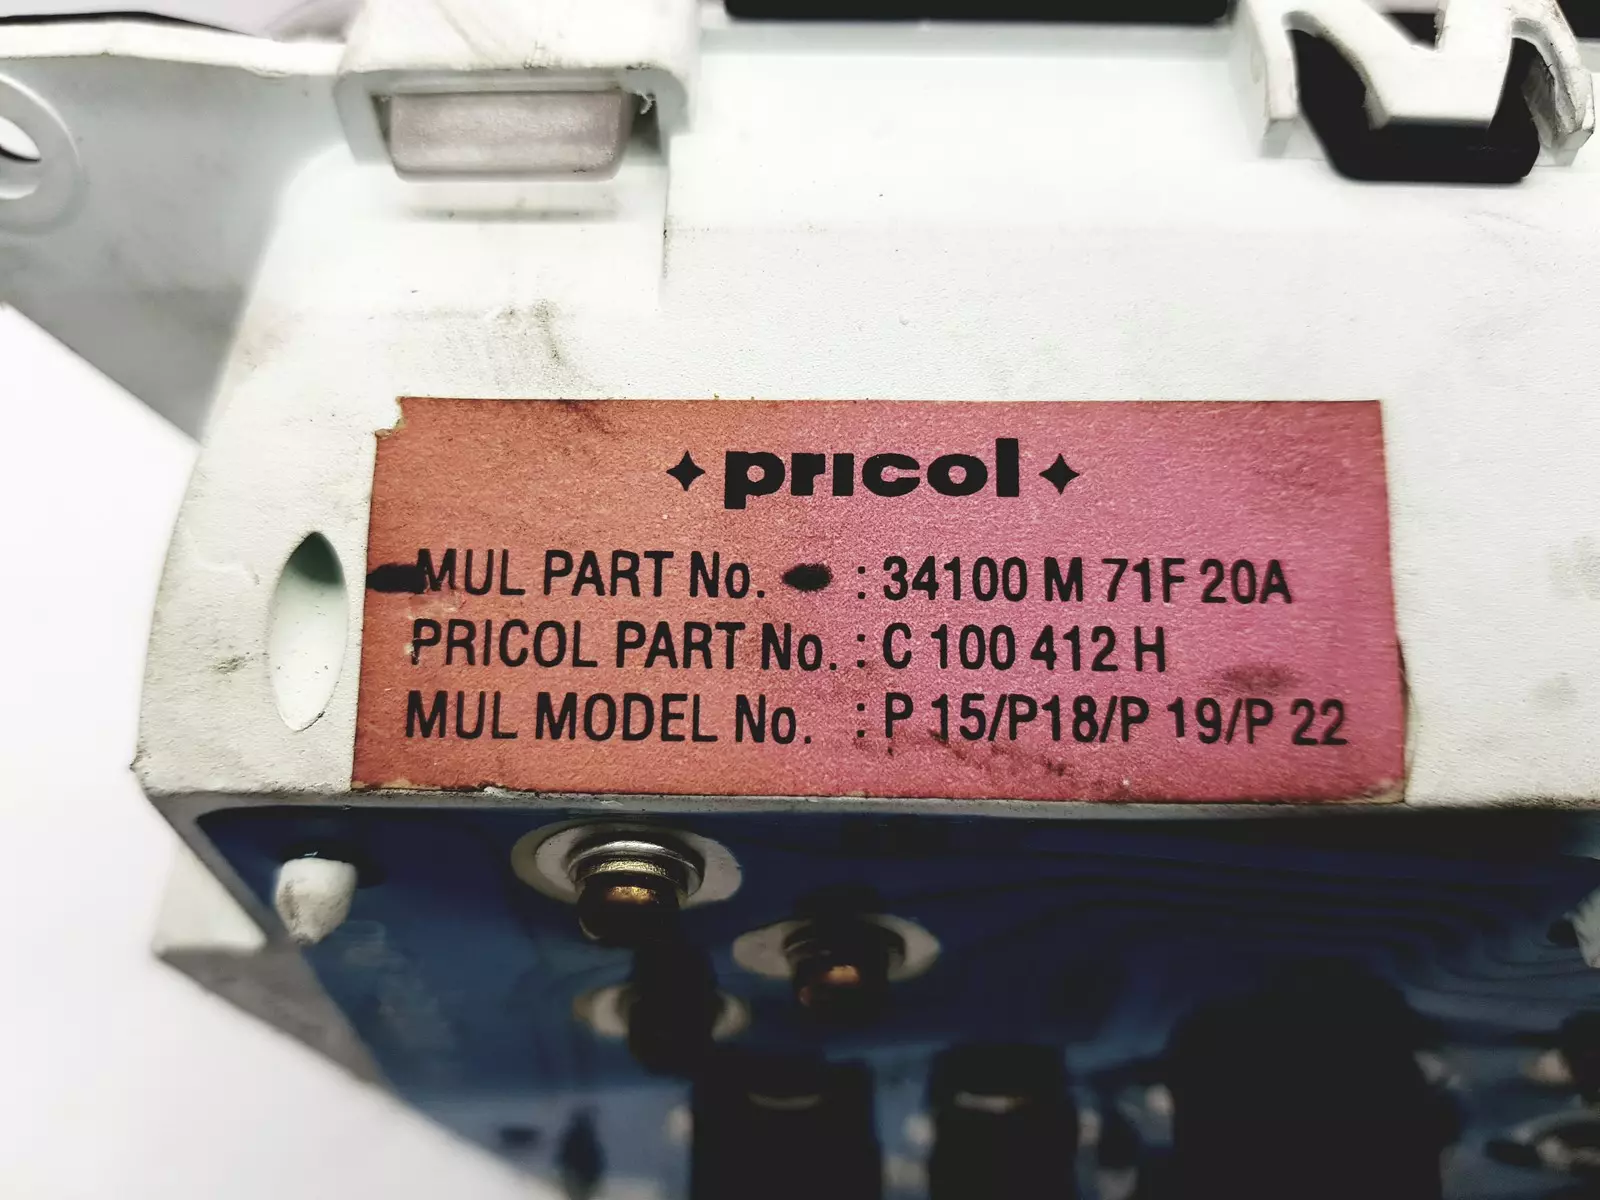 pricol
MUL PART No. : 34100 M 71F 20A
PRICOL PART No. : C 100 412 H
MUL MODEL No. : P 15/P18/P 19/P 22